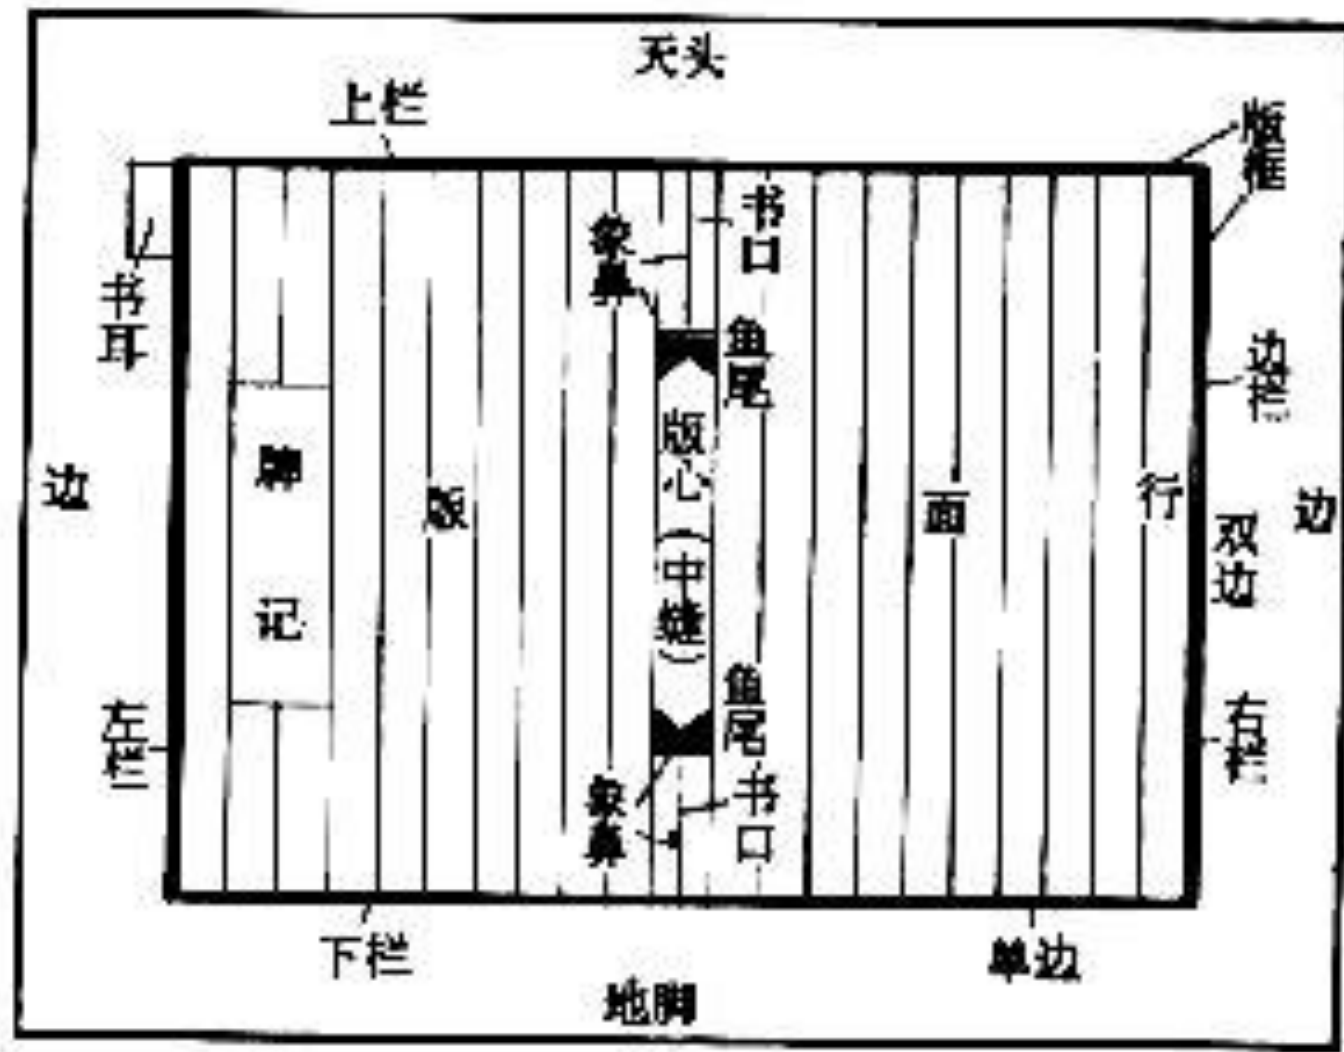 天头
上栏
版框
书口
象鼻
书耳
鱼尾
边栏
版心(中缝)
牌记
版面
行
边
边
双边
鱼尾
左栏
右栏
象鼻
书口
下栏
单边
地脚